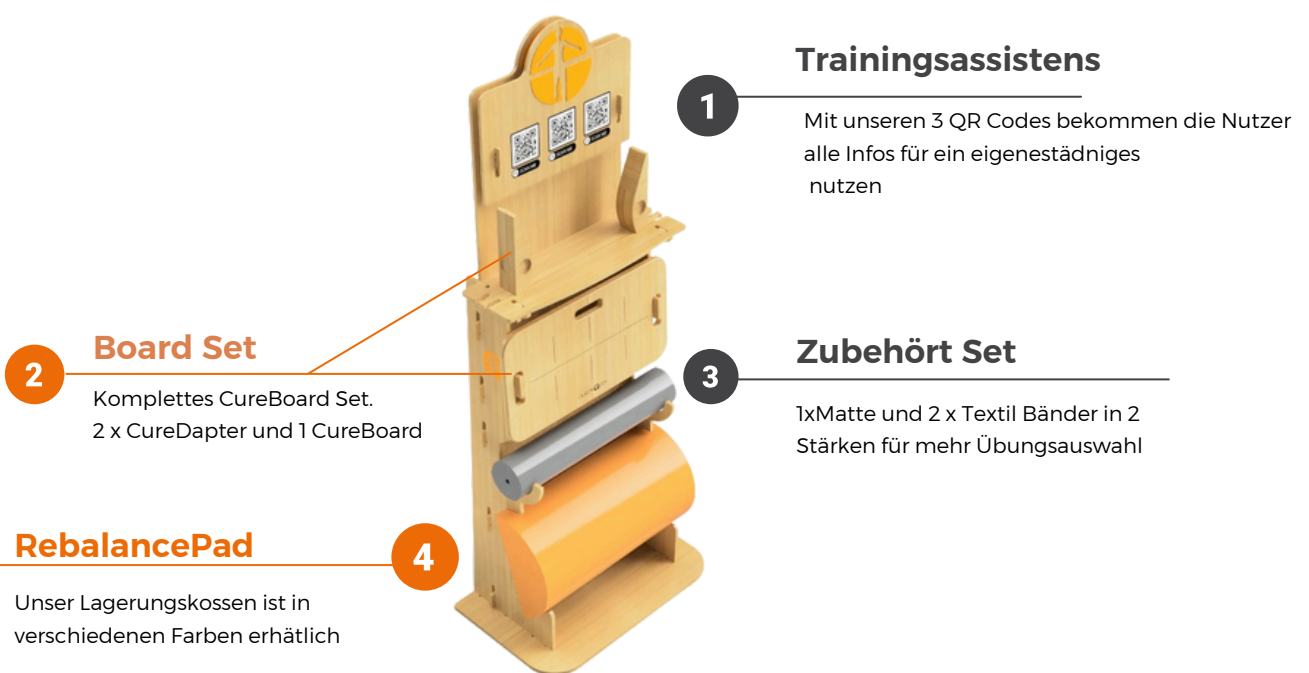 1
Trainingsassistens
Mit unseren 3 QR Codes bekommen die Nutzer
alle Infos für ein eigenestädniges
nutzen
2
Board Set
Komplettes CureBoard Set.
2 x CureDapter und 1 CureBoard
3
Zubehört Set
1xMatte und 2 x Textil Bänder in 2
Stärken für mehr Übungsauswahl
4
RebalancePad
Unser Lagerungskossen ist in
verschiedenen Farben erhätlich